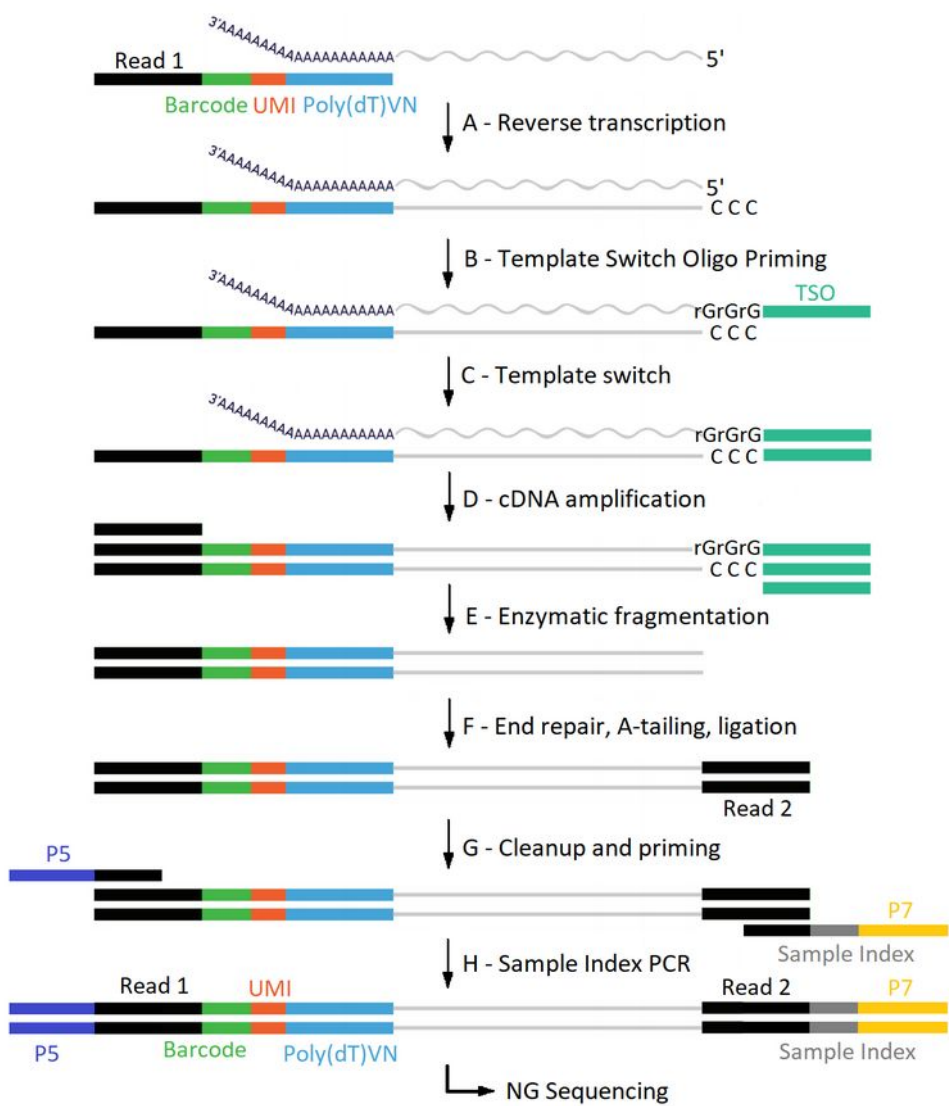 3'AAAAAAAAAAAAAAAAAAAA
Read 1
5'
Barcode UMI Poly(dT)VN
A - Reverse transcription
3'AAAAAAAAAAAAAAAAAAAA
5'
C C C
B - Template Switch Oligo Priming
3'AAAAAAAAAAAAAAAAAAAA
TSO
rGrGrG
C C C
C - Template switch
3'AAAAAAAAAAAAAAAAAAAA
rGrGrG
C C C
D - cDNA amplification
rGrGrG
C C C
E - Enzymatic fragmentation
F - End repair, A-tailing, ligation
Read 2
G - Cleanup and priming
P5
P7
Sample Index
H - Sample Index PCR
Read 1 UMI Read 2 P7
P5 Barcode Poly(dT)VN Sample Index
NG Sequencing